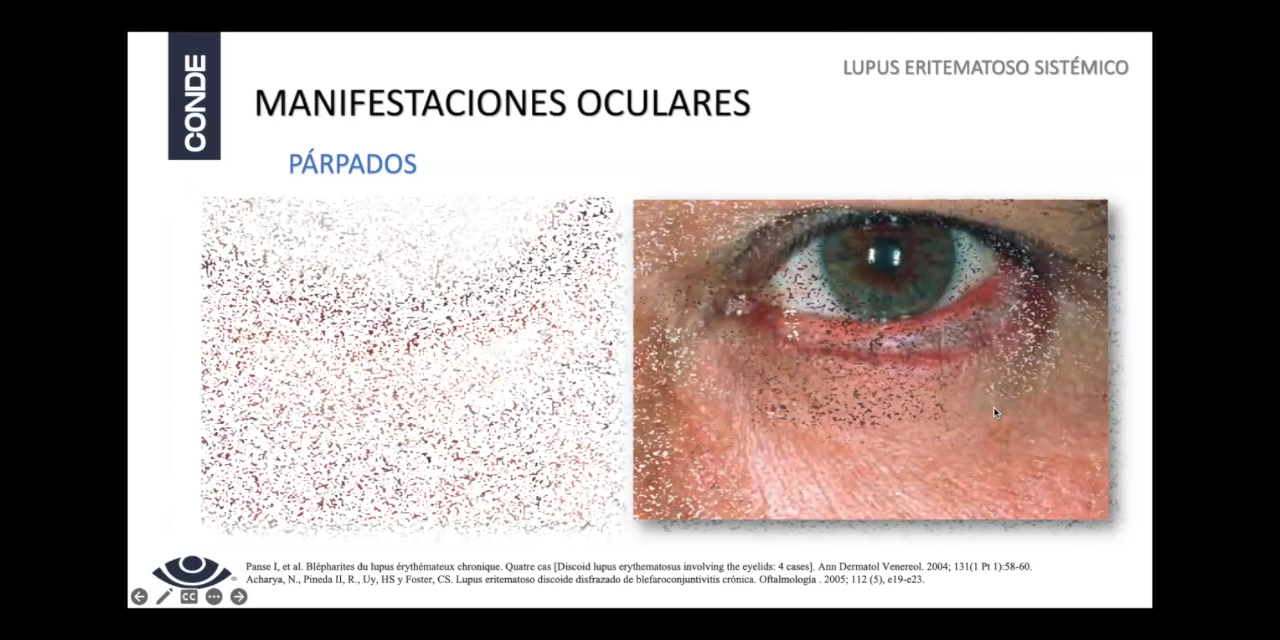 CONDE
LUPUS ERITEMATOSO SISTÉMICO
MANIFESTACIONES OCULARES
PÁRPADOS
Panse I, et al. Blépharites du lupus érythémateux chronique. Quatre cas [Discoid lupus erythematosus involving the eyelids: 4 cases]. Ann Dermatol Venereol. 2004; 131(1 Pt 1):58-60.
Acharya, N., Pineda II, R., Uy, HS y Foster, CS. Lupus eritematoso discoide disfrazado de blefaroconjuntivitis crónica. Oftalmología . 2005; 112 (5), e19-e23.
CC